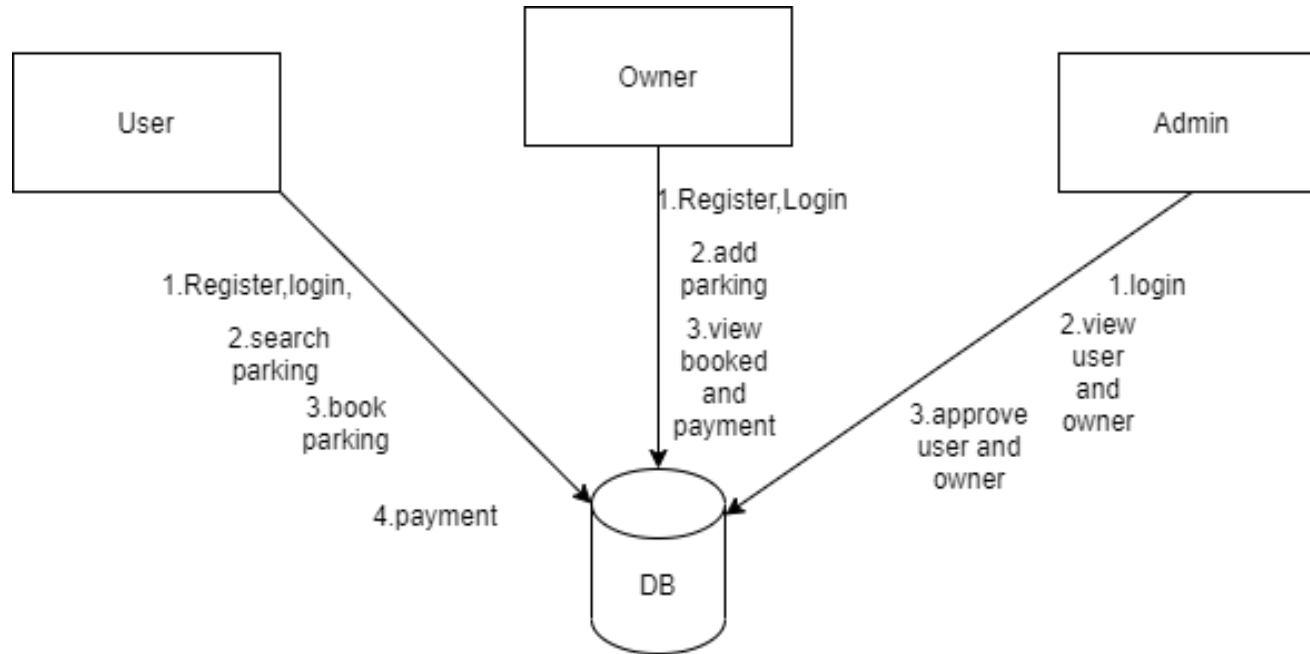 User
Owner
Admin
1.Register,login,
2.search
parking
3.book
parking
4.payment
1.Register,Login
2.add
parking
3.view
booked
and
payment
1.login
2.view
user
and
owner
3.approve
user and
owner
DB